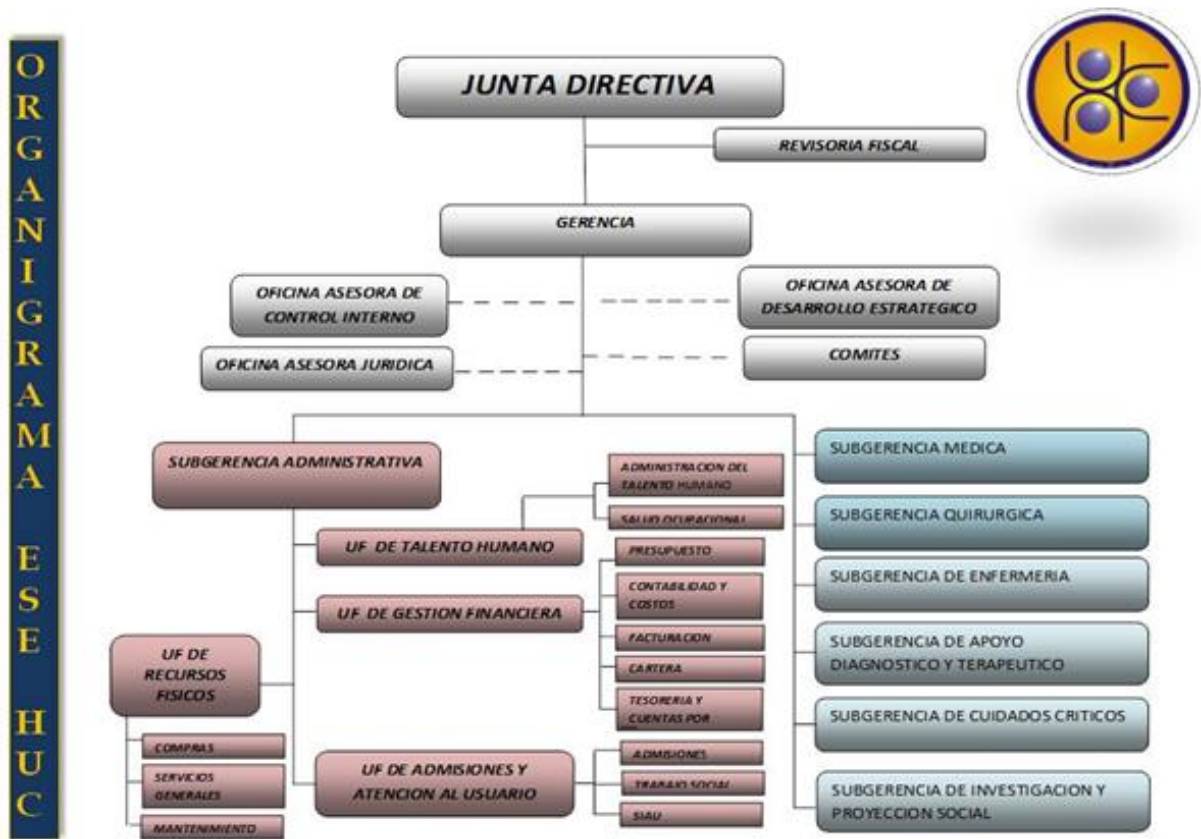 ORGANIGRAMA ESE HUC
JUNTA DIRECTIVA
REVISORIA FISCAL
GERENCIA
OFICINA ASESORA DE
CONTROL INTERNO
OFICINA ASESORA DE
DESARROLLO ESTRATEGICO
OFICINA ASESORA JURIDICA
COMITES
SUBGERENCIA ADMINISTRATIVA
UF DE TALENTO HUMANO
ADMINISTRACION DEL
TALENTO HUMANO
SALUD OCUPACIONAL
UF DE GESTION FINANCIERA
PRESUPUESTO
CONTABILIDAD Y
COSTOS
FACTURACION
CARTERA
TESORERIA Y
CUENTAS POR
UF DE
RECURSOS
FISICOS
COMPRAS
SERVICIOS
GENERALES
MANTENIMIENTO
UF DE ADMISIONES Y
ATENCION AL USUARIO
ADMISIONES
TRABAJO SOCIAL
SIAU
SUBGERENCIA MEDICA
SUBGERENCIA QUIRURGICA
SUBGERENCIA DE ENFERMERIA
SUBGERENCIA DE APOYO
DIAGNOSTICO Y TERAPEUTICO
SUBGERENCIA DE CUIDADOS CRITICOS
SUBGERENCIA DE INVESTIGACION Y
PROYECCION SOCIAL